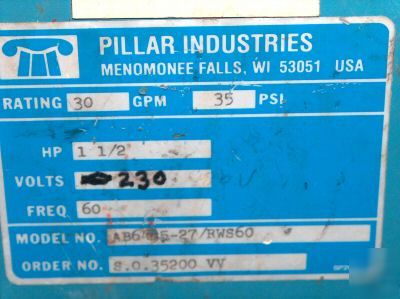 PILLAR INDUSTRIES
MENOMONEE FALLS, WI 53051 USA
RATING 30 GPM 35 PSI
HP 1 1/2
VOLTS 230
FREQ 60
MODEL NO.
ORDER NO. S.O.35200 VV